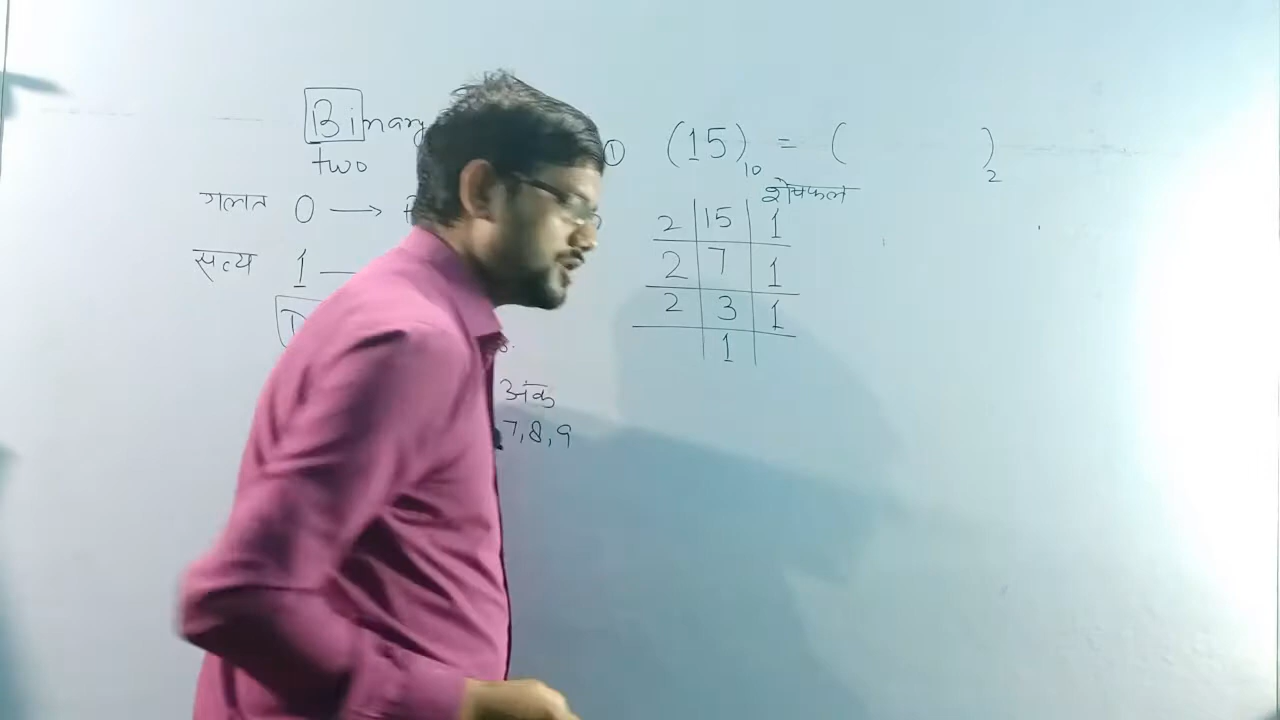 Binary
two
गलत 0 →
सत्य 1 —
अंक
7,8,9
① (15)₁₀ = ( )₂
शेषफल
2 | 15 | 1
2 | 7 | 1
2 | 3 | 1
1